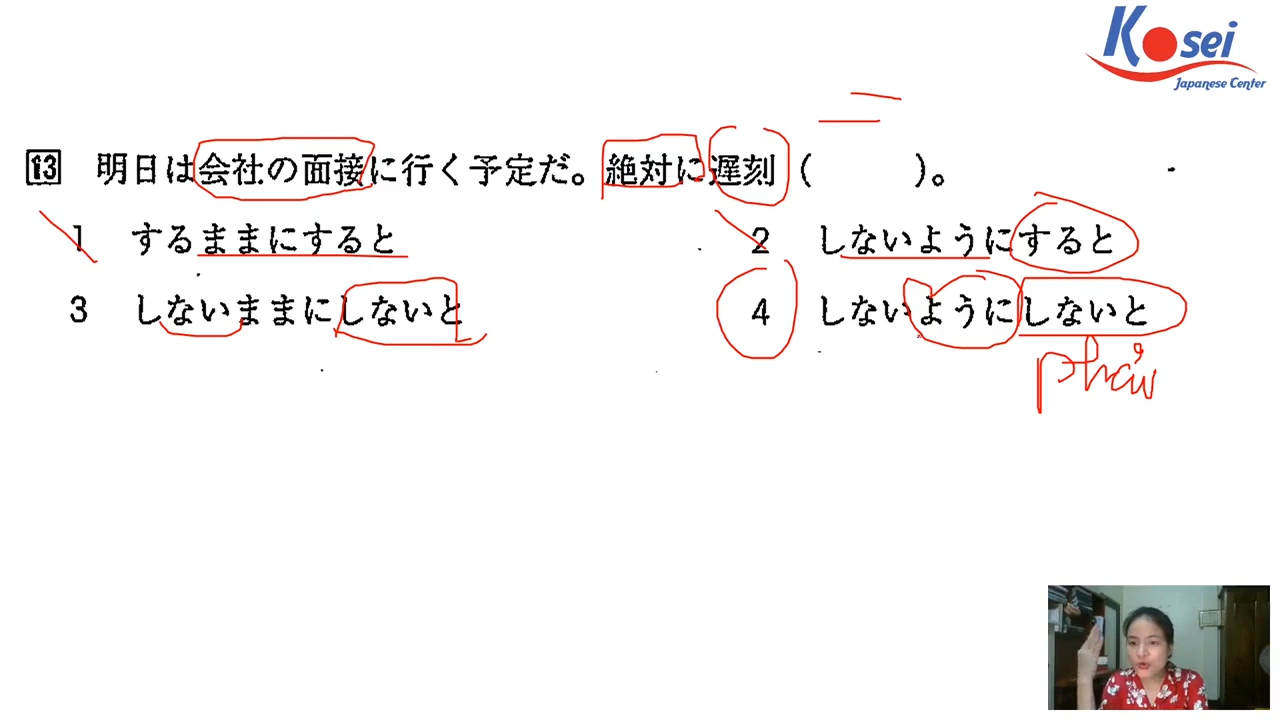 Kosei
Japanese Center
13 明日は会社の面接に行く予定だ。絶対に遅刻( )。
1 するままにすると 2 しないようにすると
3 しないままにしないと 4 しないようにしないと
phải